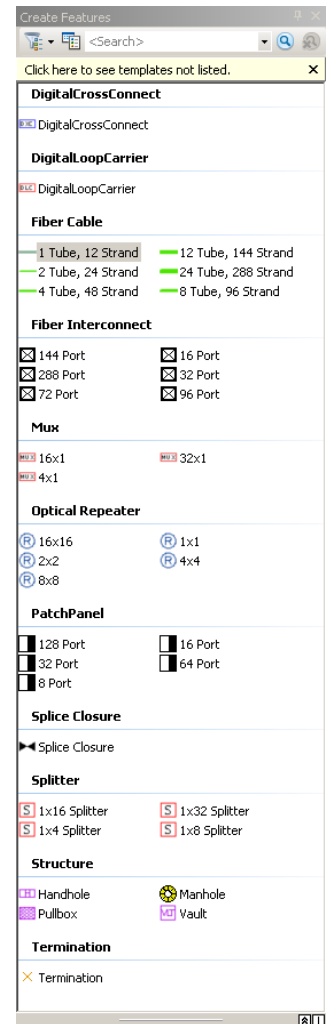 Create Features
<Search>
Click here to see templates not listed.
DigitalCrossConnect
DXC DigitalCrossConnect
DigitalLoopCarrier
DLC DigitalLoopCarrier
Fiber Cable
1 Tube, 12 Strand 12 Tube, 144 Strand
2 Tube, 24 Strand 24 Tube, 288 Strand
4 Tube, 48 Strand 8 Tube, 96 Strand
Fiber Interconnect
144 Port 16 Port
288 Port 32 Port
72 Port 96 Port
Mux
MUX 16x1 MUX 32x1
MUX 4x1
Optical Repeater
R 16x16 R 1x1
R 2x2 R 4x4
R 8x8
PatchPanel
128 Port 16 Port
32 Port 64 Port
8 Port
Splice Closure
Splice Closure
Splitter
S 1x16 Splitter S 1x32 Splitter
S 1x4 Splitter S 1x8 Splitter
Structure
Handhole Manhole
Pullbox Vault
Termination
Termination